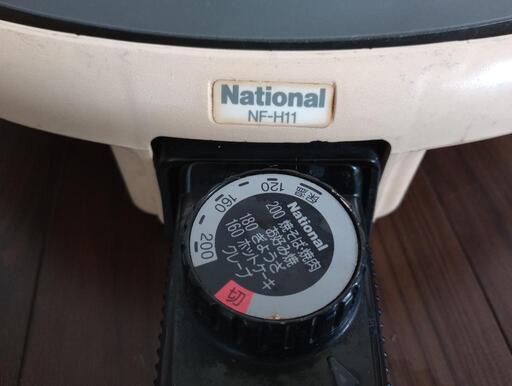 National
NF-H11
保温
120
160
200
National
200 焼そば・焼肉
お好み焼
180 ぎょうざ
160 ホットケーキ
クレープ
切